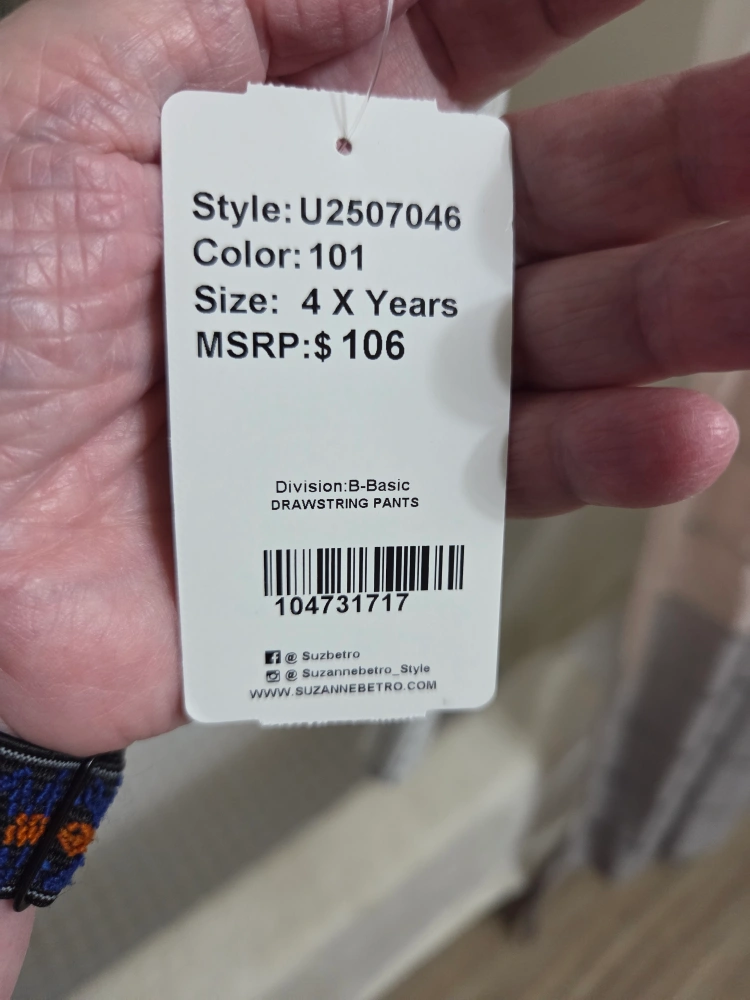 Style: U2507046
Color: 101
Size: 4 X Years
MSRP:$ 106
Division:B-Basic
DRAWSTRING PANTS
104731717
@ Suzbetro
@ Suzannebetro_Style
WWW.SUZANNEBETRO.COM